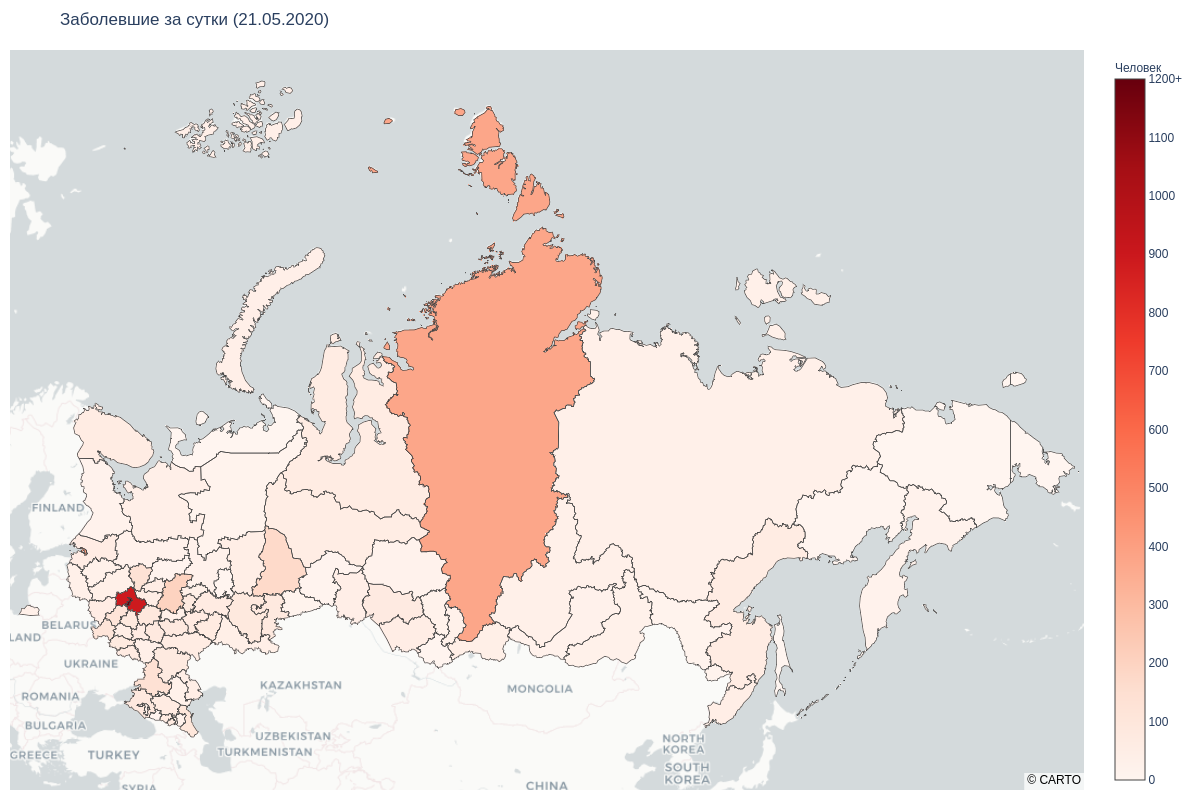 Заболевшие за сутки (21.05.2020)
Человек
1200+
1100
1000
900
800
700
600
500
400
300
200
100
0
FINLAND
BELARUS
LAND
UKRAINE
ROMANIA
BULGARIA
GREECE
TURKEY
SYRIA
KAZAKHSTAN
UZBEKISTAN
TURKMENISTAN
MONGOLIA
CHINA
NORTH
KOREA
SOUTH
KOREA
© CARTO